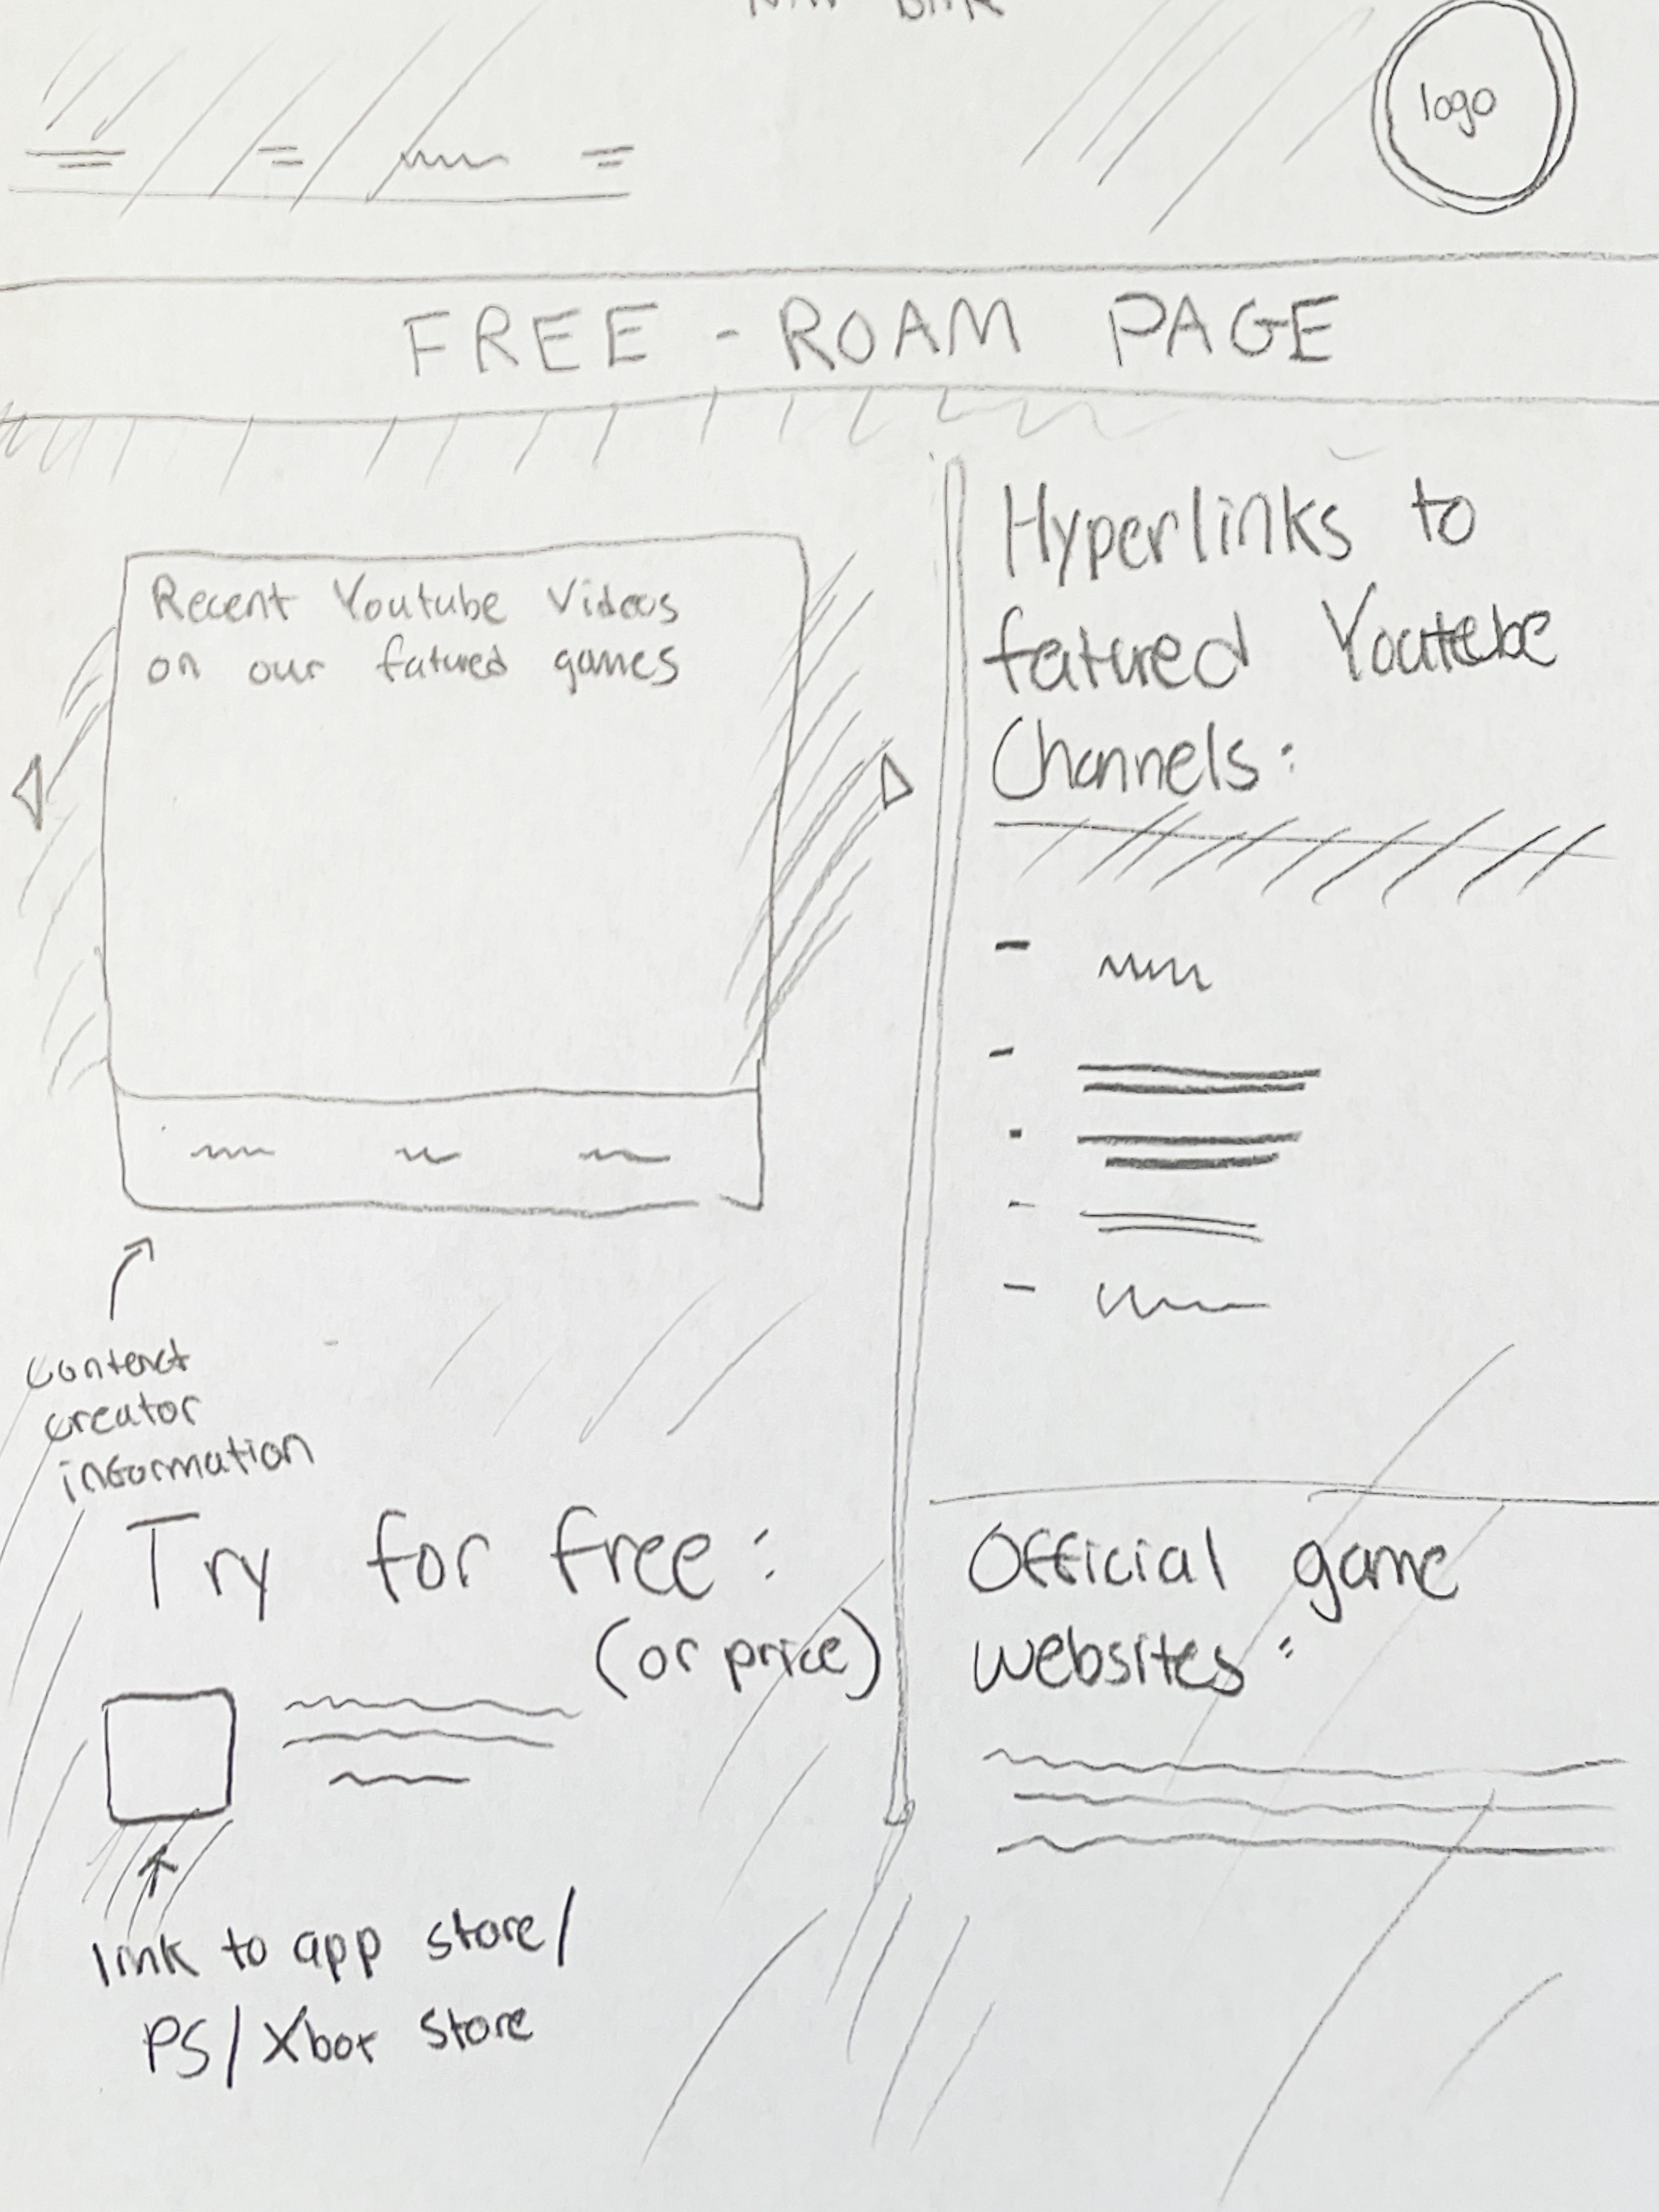 logo
FREE - ROAM PAGE
Recent Youtube Videos
on our fatured games
Hyperlinks to
fatured Youtube
Channels:
content
creator
information
Try for free:
(or price)
Official game
websites:
link to app store/
PS/Xbox store